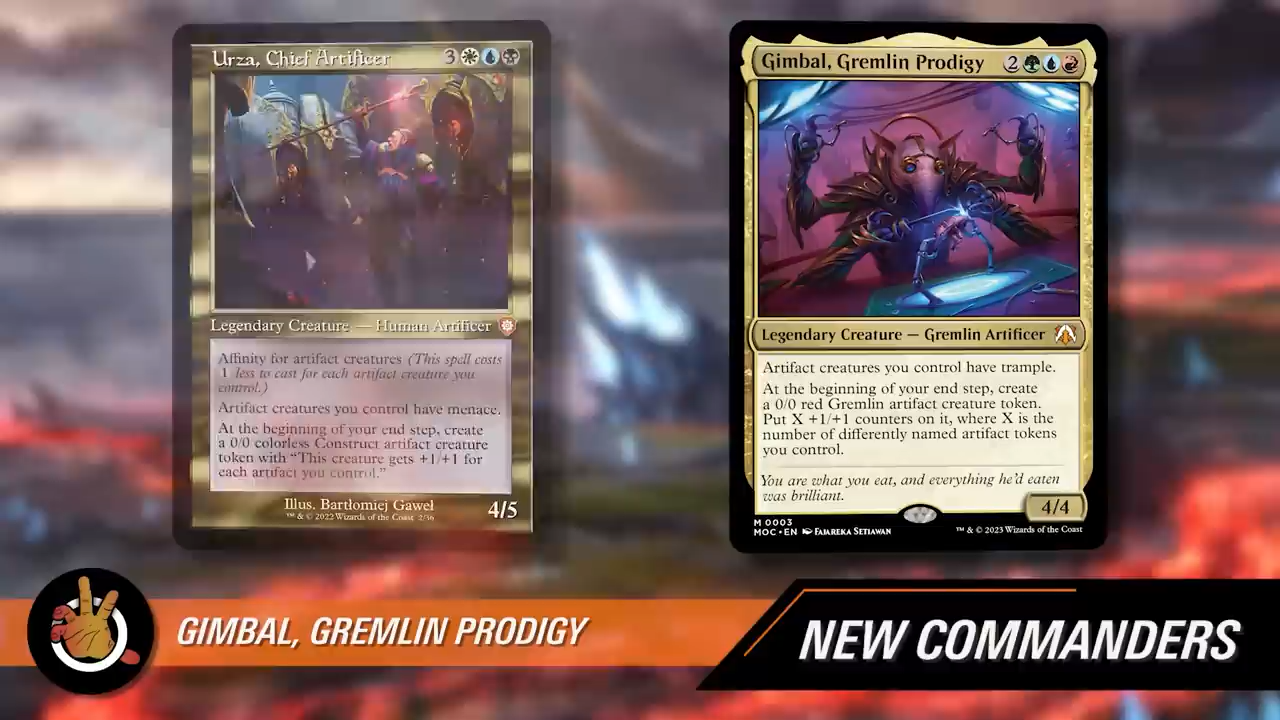 Urza, Chief Artificer 3
Legendary Creature — Human Artificer
Affinity for artifact creatures (This spell costs
1 less to cast for each artifact creature you
control.)
Artifact creatures you control have menace.
At the beginning of your end step, create
a 0/0 colorless Construct artifact creature
token with "This creature gets +1/+1 for
each artifact you control."
Illus. Bartłomiej Gaweł
™ & © 2022 Wizards of the Coast 2/36
4/5
Gimbal, Gremlin Prodigy 2
Legendary Creature — Gremlin Artificer
Artifact creatures you control have trample.
At the beginning of your end step, create
a 0/0 red Gremlin artifact creature token.
Put X +1/+1 counters on it, where X is the
number of differently named artifact tokens
you control.
You are what you eat, and everything he'd eaten
was brilliant.
4/4
M 0003
MOC • EN FAJAREKA SETIAWAN
™ & © 2023 Wizards of the Coast
GIMBAL, GREMLIN PRODIGY
NEW COMMANDERS